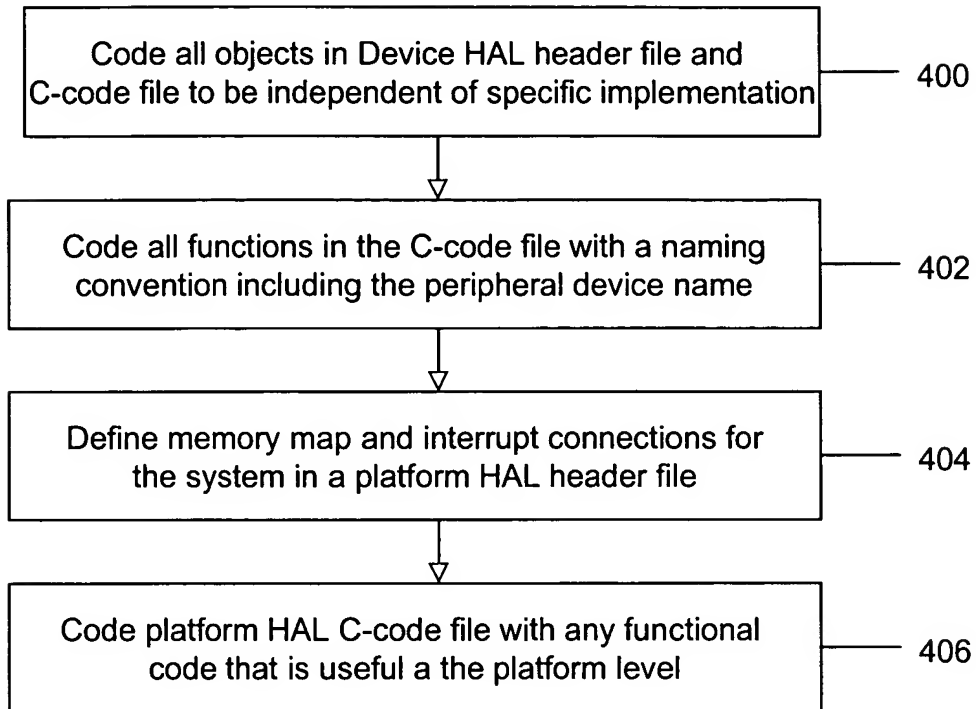 Code all objects in Device HAL header file and
C-code file to be independent of specific implementation
400
Code all functions in the C-code file with a naming
convention including the peripheral device name
402
Define memory map and interrupt connections for
the system in a platform HAL header file
404
Code platform HAL C-code file with any functional
code that is useful a the platform level
406